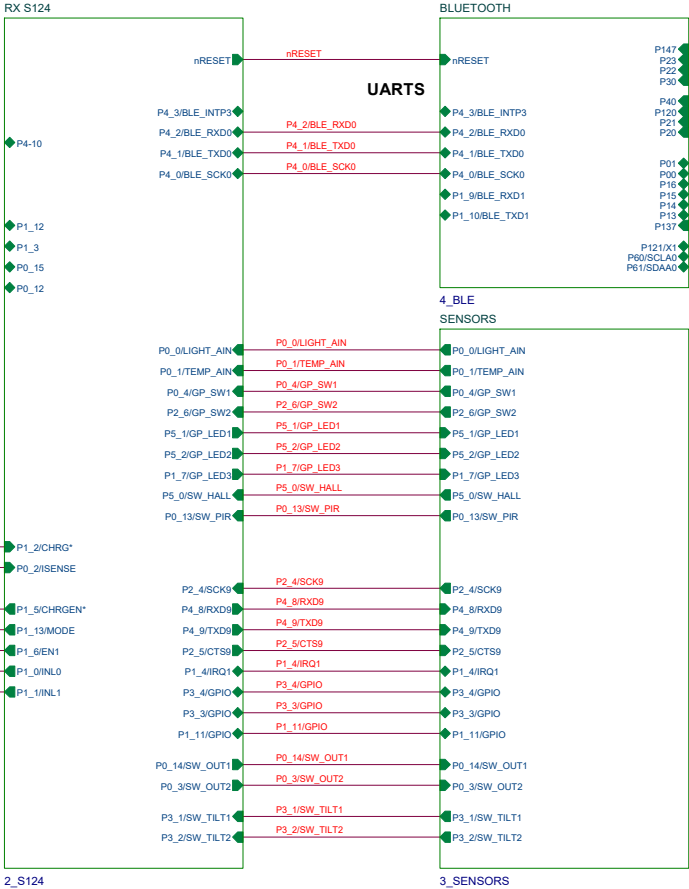 RX S124
BLUETOOTH
nRESET
nRESET
nRESET
UARTS
P147
P23
P22
P30
P40
P120
P21
P20
P4_3/BLE_INTP3
P4_3/BLE_INTP3
P4_2/BLE_RXD0
P4_2/BLE_RXD0
P4_2/BLE_RXD0
P4-10
P4_1/BLE_TXD0
P4_1/BLE_TXD0
P4_1/BLE_TXD0
P4_0/BLE_SCK0
P4_0/BLE_SCK0
P4_0/BLE_SCK0
P1_9/BLE_RXD1
P1_10/BLE_TXD1
P01
P00
P16
P15
P14
P13
P137
P121/X1
P60/SCLA0
P61/SDAA0
P1_12
P1_3
P0_15
P0_12
4_BLE
SENSORS
P0_0/LIGHT_AIN
P0_0/LIGHT_AIN
P0_0/LIGHT_AIN
P0_1/TEMP_AIN
P0_1/TEMP_AIN
P0_1/TEMP_AIN
P0_4/GP_SW1
P0_4/GP_SW1
P0_4/GP_SW1
P2_6/GP_SW2
P2_6/GP_SW2
P2_6/GP_SW2
P5_1/GP_LED1
P5_1/GP_LED1
P5_1/GP_LED1
P5_2/GP_LED2
P5_2/GP_LED2
P5_2/GP_LED2
P1_7/GP_LED3
P1_7/GP_LED3
P1_7/GP_LED3
P5_0/SW_HALL
P5_0/SW_HALL
P5_0/SW_HALL
P0_13/SW_PIR
P0_13/SW_PIR
P0_13/SW_PIR
P1_2/CHRG*
P0_2/ISENSE
P1_5/CHRGEN*
P1_13/MODE
P1_6/EN1
P1_0/INL0
P1_1/INL1
P2_4/SCK9
P2_4/SCK9
P2_4/SCK9
P4_8/RXD9
P4_8/RXD9
P4_8/RXD9
P4_9/TXD9
P4_9/TXD9
P4_9/TXD9
P2_5/CTS9
P2_5/CTS9
P2_5/CTS9
P1_4/IRQ1
P1_4/IRQ1
P1_4/IRQ1
P3_4/GPIO
P3_4/GPIO
P3_4/GPIO
P3_3/GPIO
P3_3/GPIO
P3_3/GPIO
P1_11/GPIO
P1_11/GPIO
P1_11/GPIO
P0_14/SW_OUT1
P0_14/SW_OUT1
P0_14/SW_OUT1
P0_3/SW_OUT2
P0_3/SW_OUT2
P0_3/SW_OUT2
P3_1/SW_TILT1
P3_1/SW_TILT1
P3_1/SW_TILT1
P3_2/SW_TILT2
P3_2/SW_TILT2
P3_2/SW_TILT2
2_S124
3_SENSORS